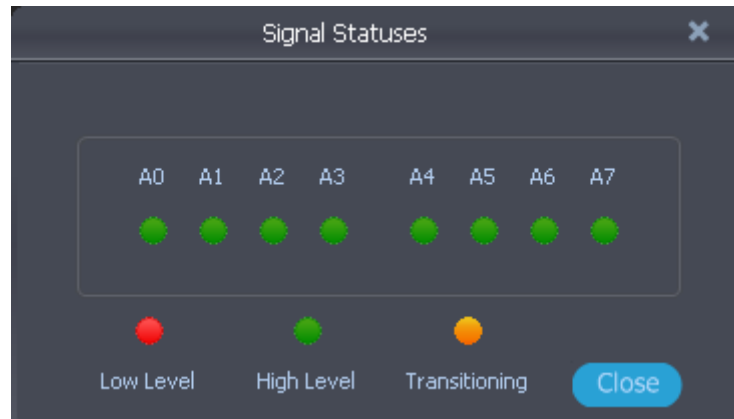 Signal Statuses
A0 A1 A2 A3 A4 A5 A6 A7
Low Level High Level Transitioning Close